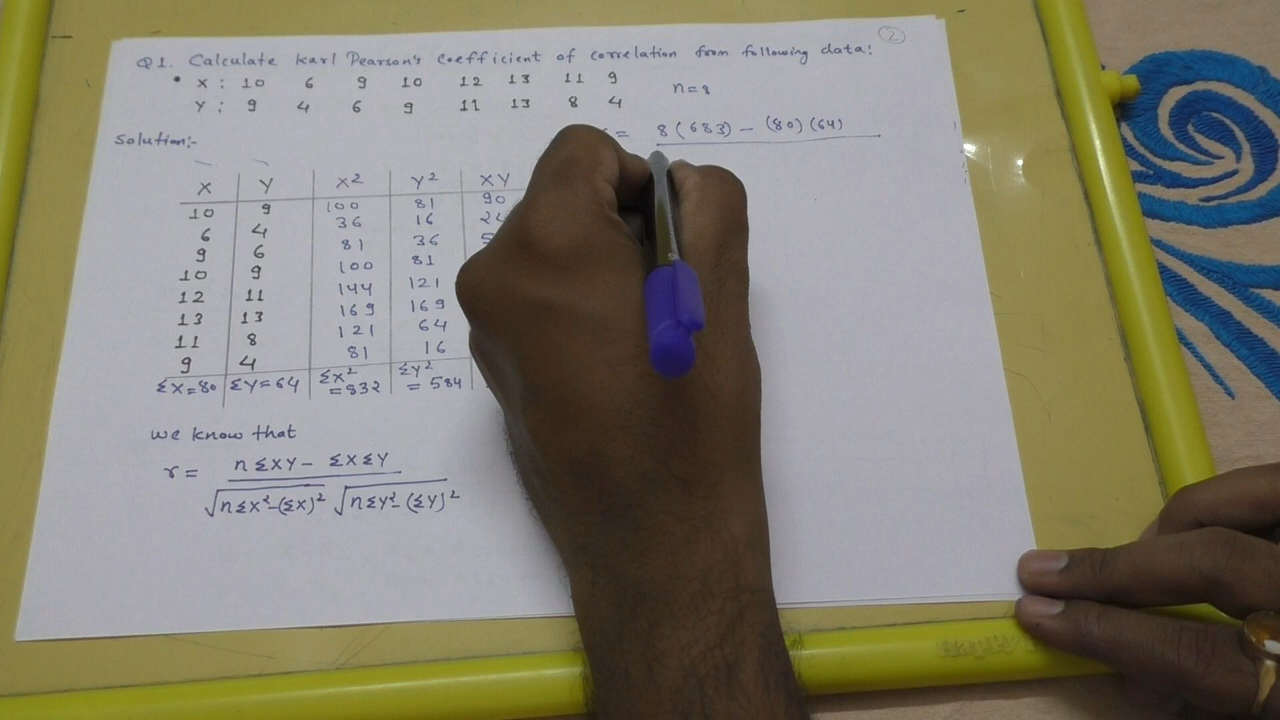 2
Q1. Calculate Karl Pearson's Coefficient of correlation from following data:
X : 10 6 9 10 12 13 11 9
Y : 9 4 6 9 11 13 8 4
n=8
Solution:-
= 8(683) - (80)(64)
X Y X² Y² XY
10 9 100 81 90
6 4 36 16
9 6 81 36
10 9 100 81
12 11 144 121
13 13 169 169
11 8 121 64
9 4 81 16
ΣX=80 ΣY=64 ΣX² =832 ΣY² = 584
we know that
r = nΣXY - ΣXΣY
√nΣX²-(ΣX)² √nΣY²-(ΣY)²